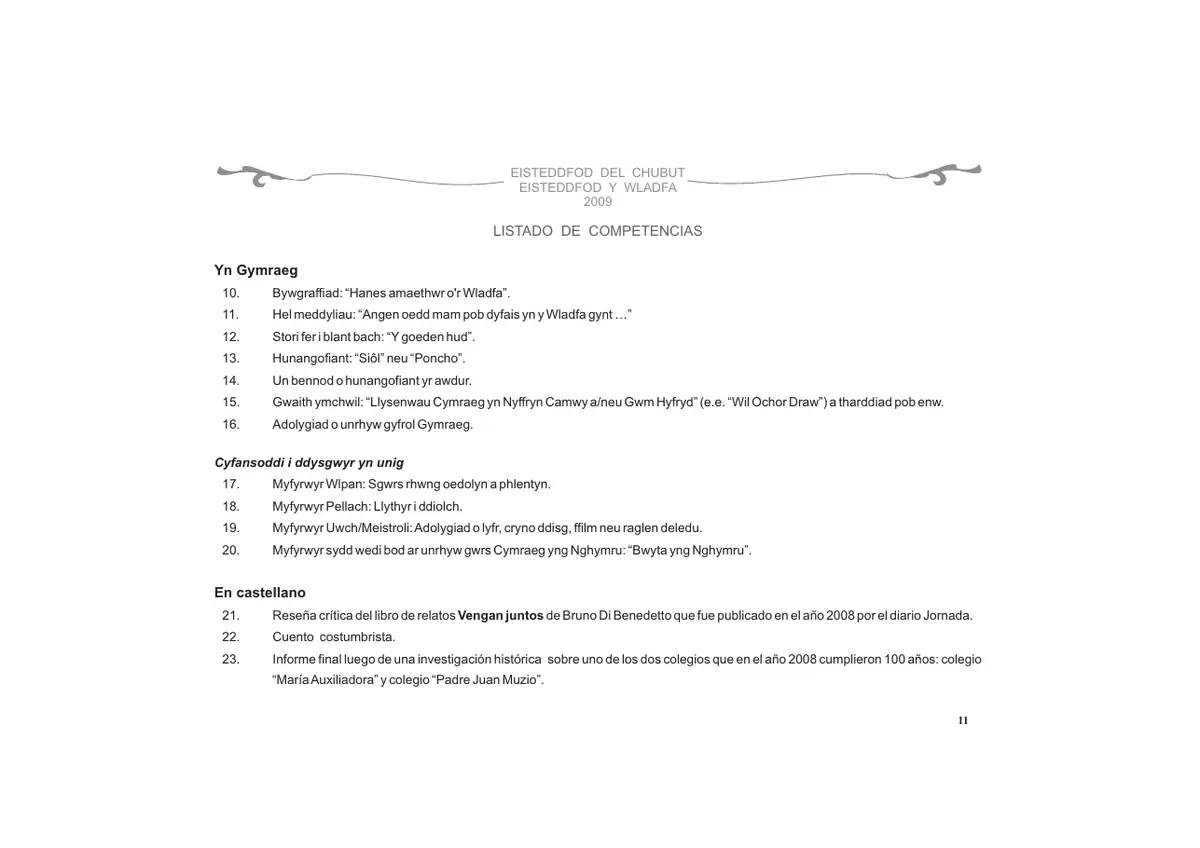 EISTEDDFOD DEL CHUBUT
EISTEDDFOD Y WLADFA
2009
LISTADO DE COMPETENCIAS
Yn Gymraeg
10. Bywgraffiad: “Hanes amaethwr o'r Wladfa”.
11. Hel meddyliau: “Angen oedd mam pob dyfais yn y Wladfa gynt …”
12. Stori fer i blant bach: “Y goeden hud”.
13. Hunangofiant: “Siôl” neu “Poncho”.
14. Un bennod o hunangofiant yr awdur.
15. Gwaith ymchwil: “Llysenwau Cymraeg yn Nyffryn Camwy a/neu Gwm Hyfryd” (e.e. “Wil Ochor Draw”) a tharddiad pob enw.
16. Adolygiad o unrhyw gyfrol Gymraeg.
Cyfansoddi i ddysgwyr yn unig
17. Myfyrwyr Wlpan: Sgwrs rhwng oedolyn a phlentyn.
18. Myfyrwyr Pellach: Llythyr i ddiolch.
19. Myfyrwyr Uwch/Meistroli: Adolygiad o lyfr, cryno ddisg, ffilm neu raglen deledu.
20. Myfyrwyr sydd wedi bod ar unrhyw gwrs Cymraeg yng Nghymru: “Bwyta yng Nghymru”.
En castellano
21. Reseña crítica del libro de relatos Vengan juntos de Bruno Di Benedetto que fue publicado en el año 2008 por el diario Jornada.
22. Cuento costumbrista.
23. Informe final luego de una investigación histórica sobre uno de los dos colegios que en el año 2008 cumplieron 100 años: colegio
“María Auxiliadora” y colegio “Padre Juan Muzio”.
11